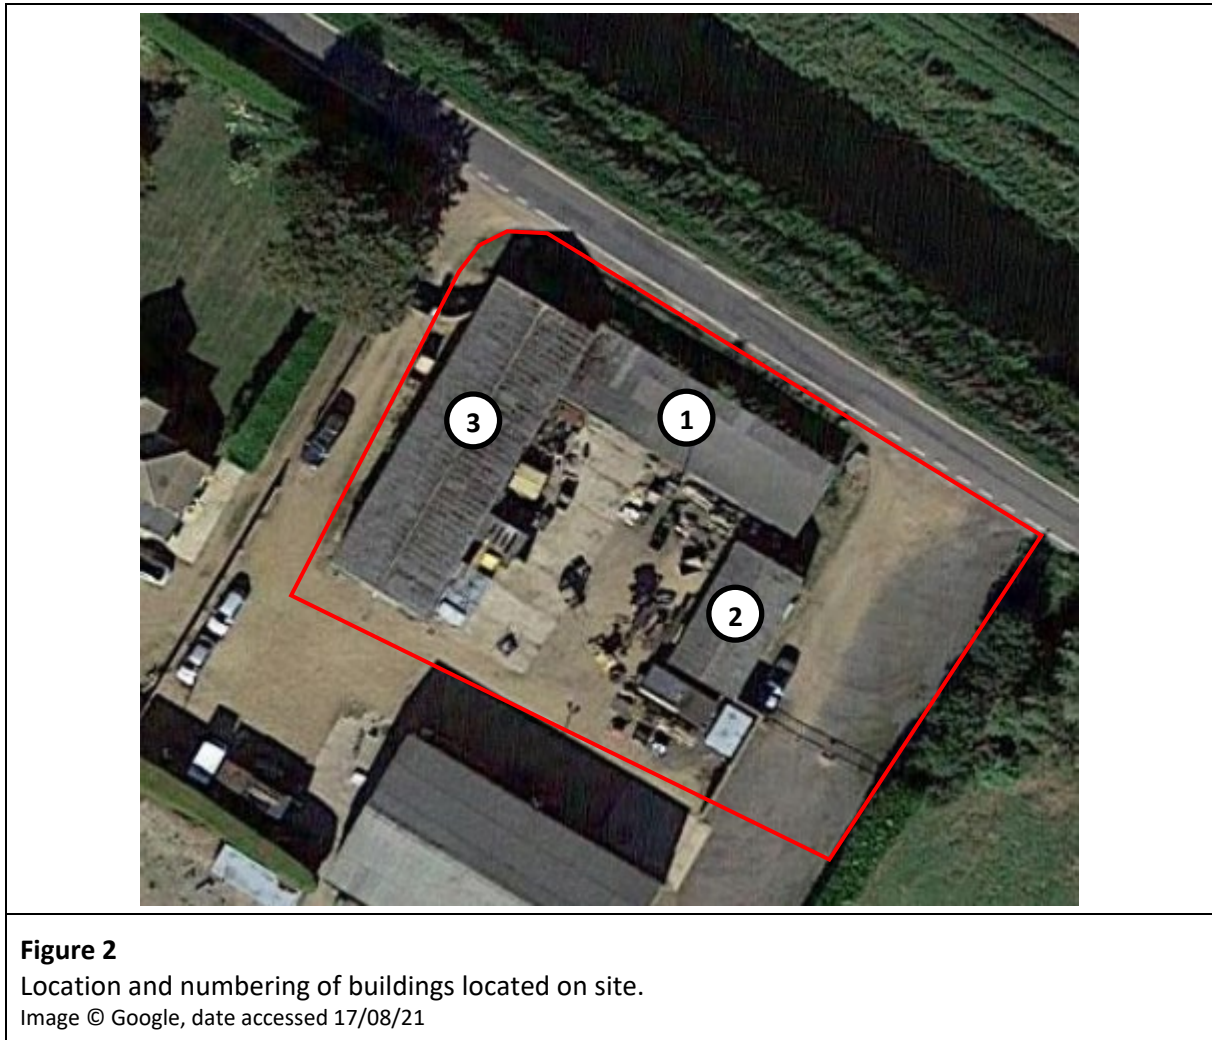 1
3
2
Figure 2
Location and numbering of buildings located on site.
Image © Google, date accessed 17/08/21